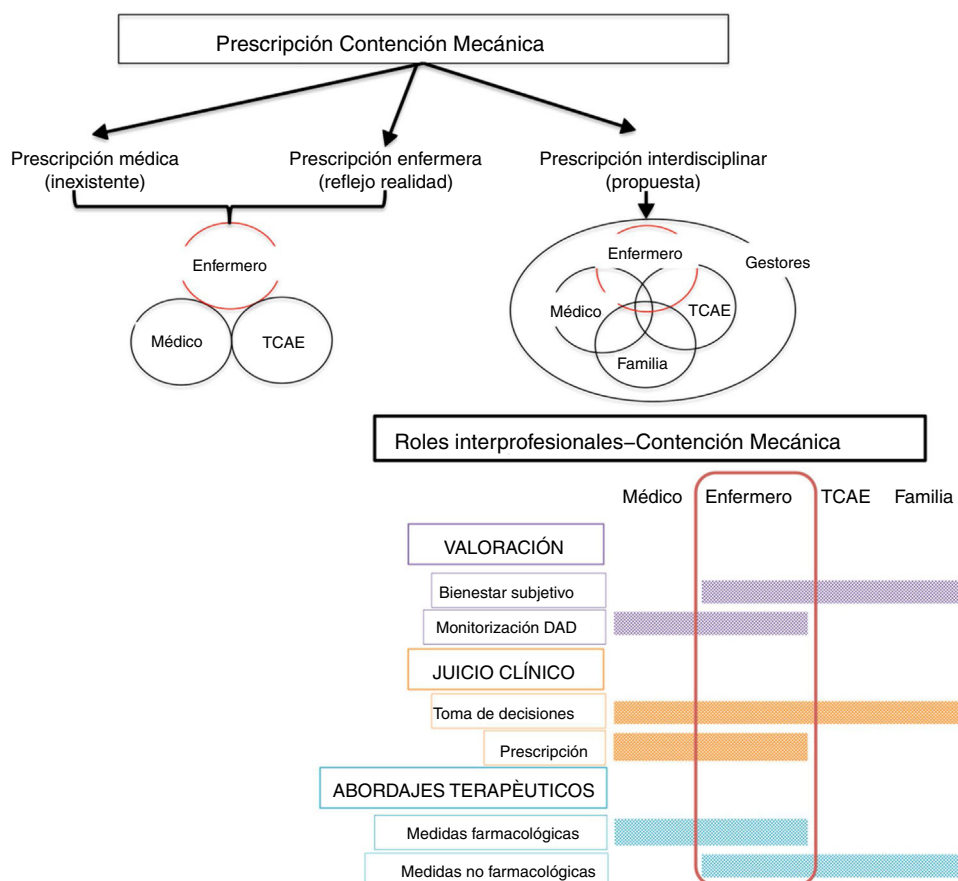 Prescripción Contención Mecánica
Prescripción médica
(inexistente)
Prescripción enfermera
(reflejo realidad)
Prescripción interdisciplinar
(propuesta)
Enfermero
Médico
TCAE
Enfermero
Gestores
Médico
TCAE
Familia
Roles interprofesionales–Contención Mecánica
Médico Enfermero TCAE Familia
VALORACIÓN
Bienestar subjetivo
Monitorización DAD
JUICIO CLÍNICO
Toma de decisiones
Prescripción
ABORDAJES TERAPÈUTICOS
Medidas farmacológicas
Medidas no farmacológicas